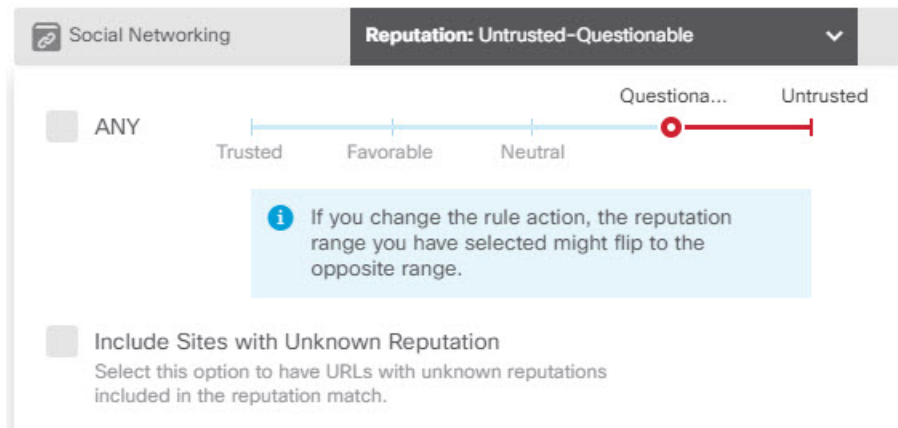 Social Networking
Reputation: Untrusted-Questionable
Questiona... Untrusted
ANY
Trusted Favorable Neutral
If you change the rule action, the reputation
range you have selected might flip to the
opposite range.
Include Sites with Unknown Reputation
Select this option to have URLs with unknown reputations
included in the reputation match.